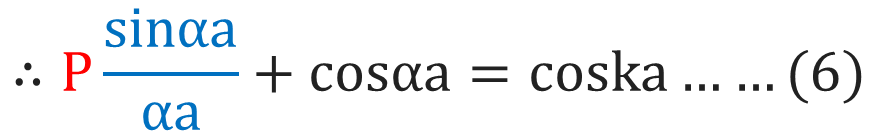 ∴ P sinαa/αa + cosαa = coska … … (6)